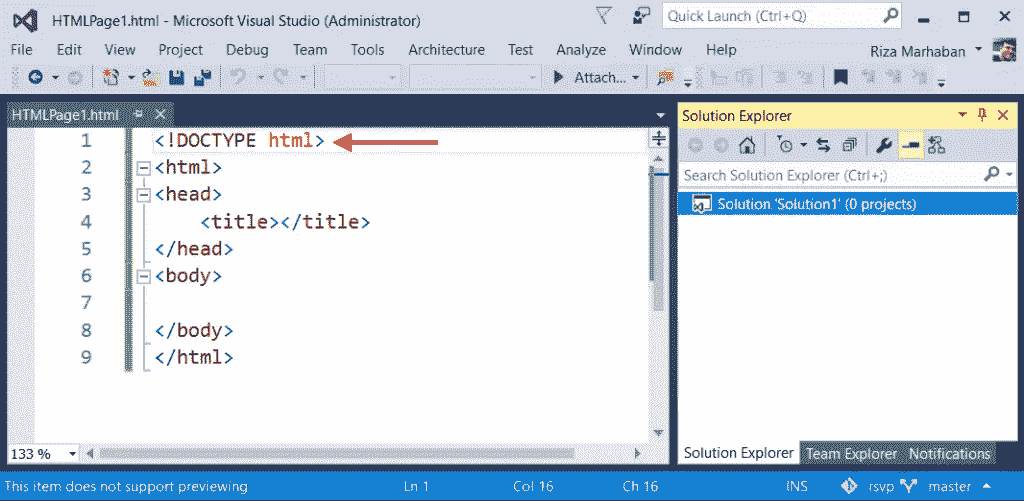 HTMLPage1.html - Microsoft Visual Studio (Administrator)
Quick Launch (Ctrl+Q)
File Edit View Project Debug Team Tools Architecture Test Analyze Window Help Riza Marhaban
Attach...
HTMLPage1.html
1 <!DOCTYPE html>
2 <html>
3 <head>
4 <title></title>
5 </head>
6 <body>
7
8 </body>
9 </html>
133 %
Solution Explorer
Search Solution Explorer (Ctrl+;)
Solution 'Solution1' (0 projects)
Solution Explorer Team Explorer Notifications
This item does not support previewing Ln 1 Col 16 Ch 16 INS rsvp master